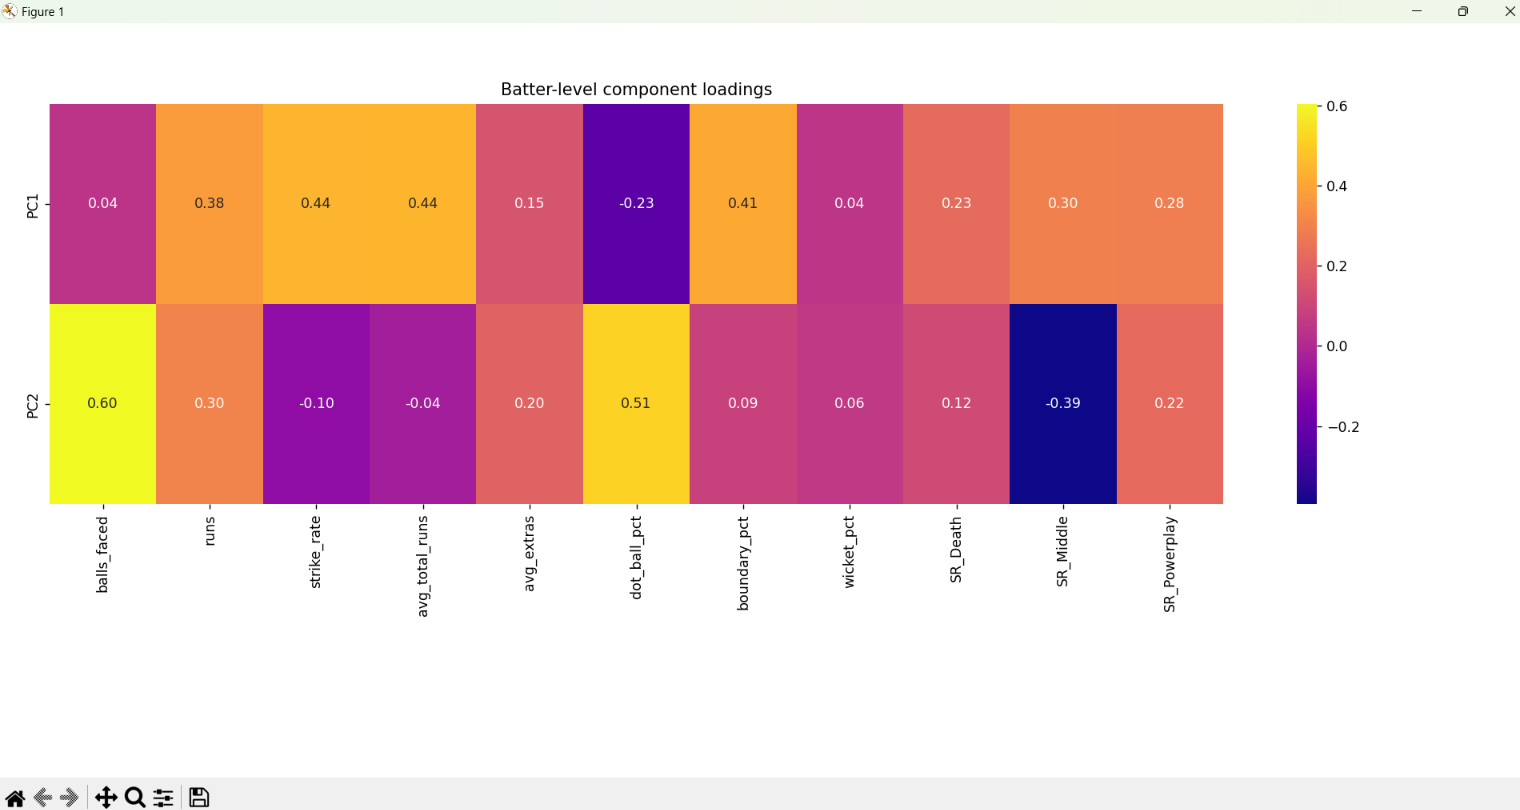 Figure 1
Batter-level component loadings
PC1
0.04 0.38 0.44 0.44 0.15 -0.23 0.41 0.04 0.23 0.30 0.28
PC2
0.60 0.30 -0.10 -0.04 0.20 0.51 0.09 0.06 0.12 -0.39 0.22
balls_faced
runs
strike_rate
avg_total_runs
avg_extras
dot_ball_pct
boundary_pct
wicket_pct
SR_Death
SR_Middle
SR_Powerplay
0.6
0.4
0.2
0.0
−0.2